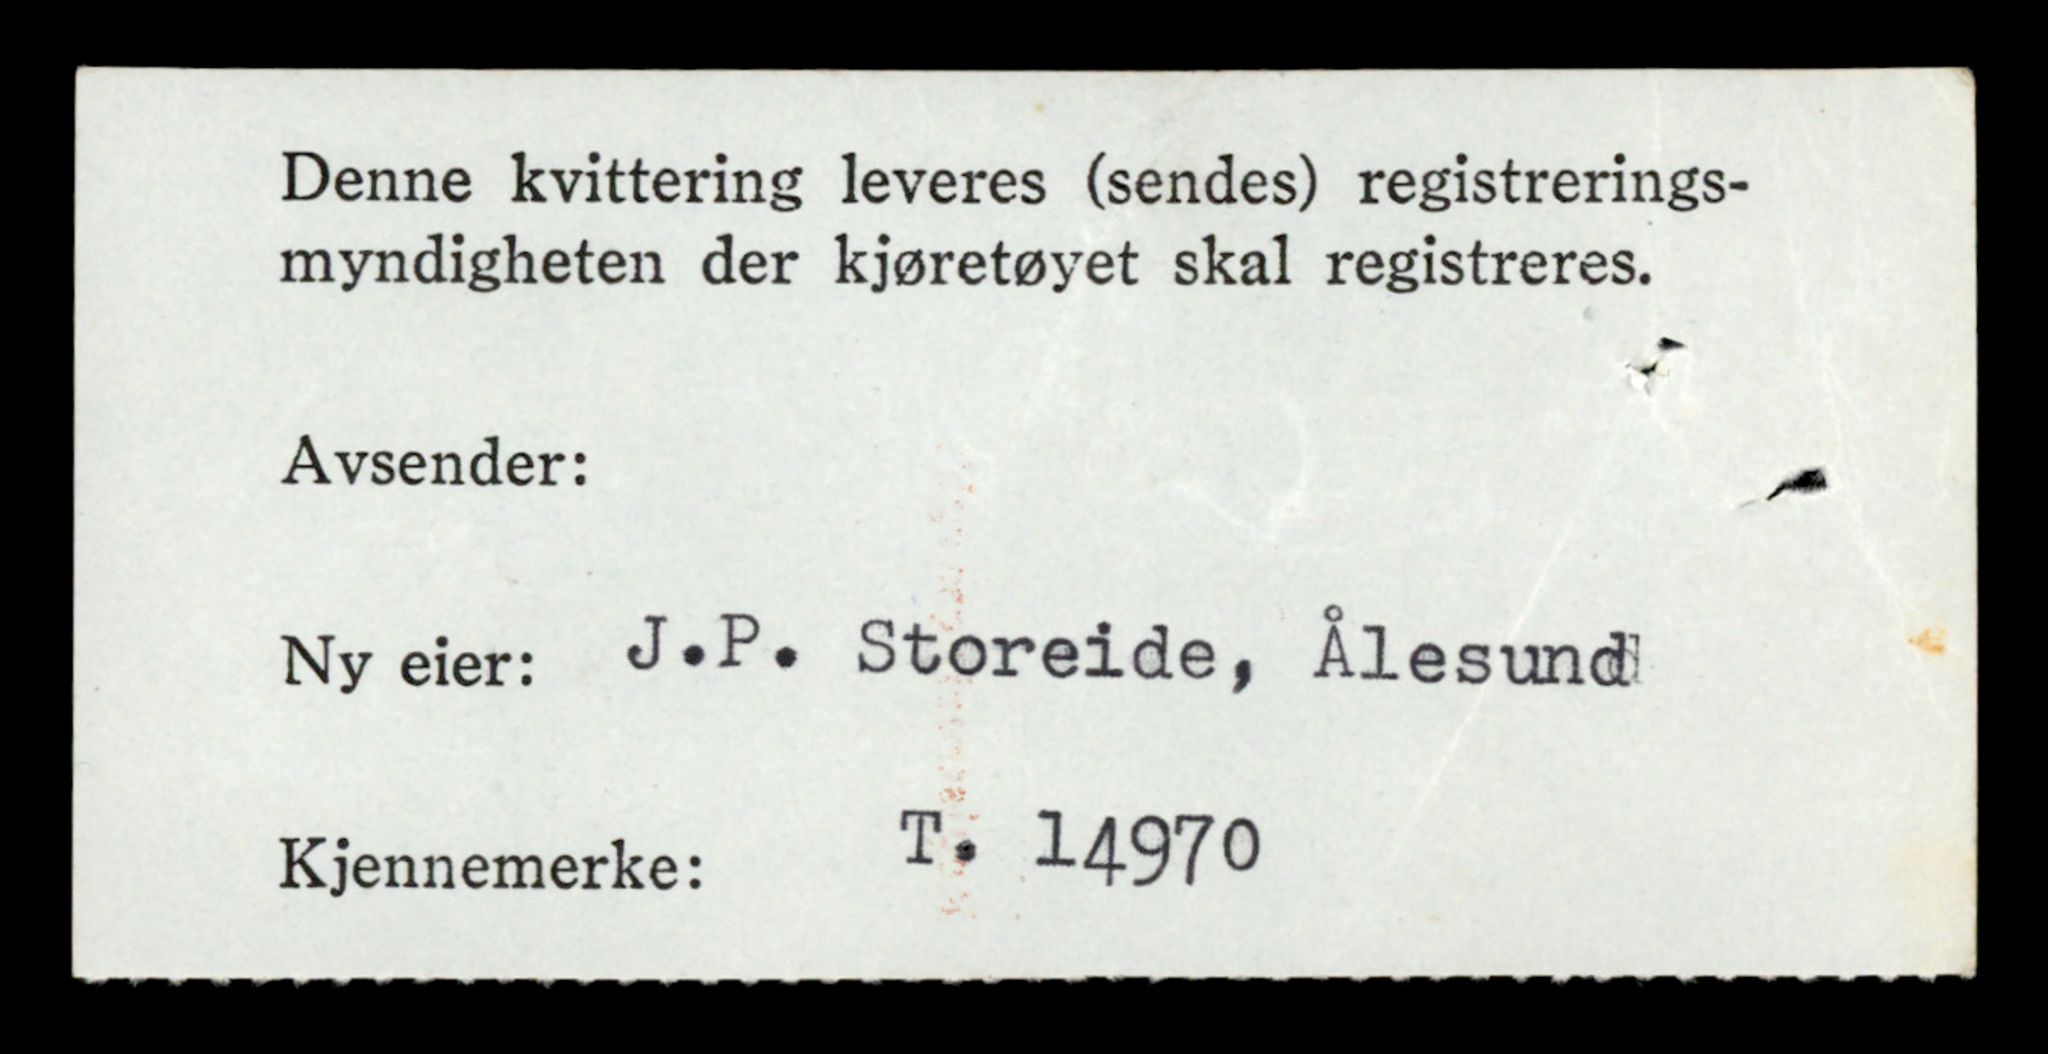 Denne kvittering leveres (sendes) registrerings-
myndigheten der kjøretøyet skal registreres.
Avsender:
Ny eier: J.P. Storeide, Ålesund
Kjennemerke: T. 14970